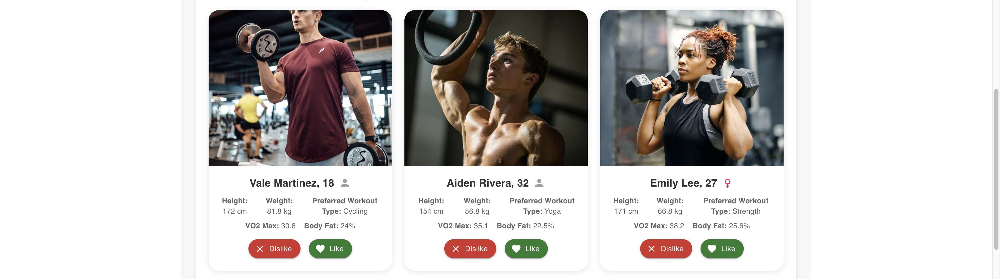 Vale Martinez, 18
Height:
172 cm
Weight:
81.8 kg
Preferred Workout
Type: Cycling
VO2 Max: 30.6 Body Fat: 24%
Dislike
Like
Aiden Rivera, 32
Height:
154 cm
Weight:
56.8 kg
Preferred Workout
Type: Yoga
VO2 Max: 35.1 Body Fat: 22.5%
Dislike
Like
25
Emily Lee, 27
Height:
171 cm
Weight:
66.8 kg
Preferred Workout
Type: Strength
VO2 Max: 38.2 Body Fat: 25.6%
Dislike
Like